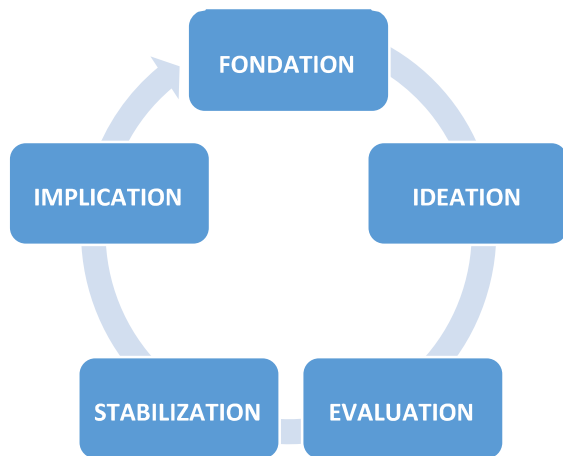 FONDATION
IDEATION
EVALUATION
STABILIZATION
IMPLICATION